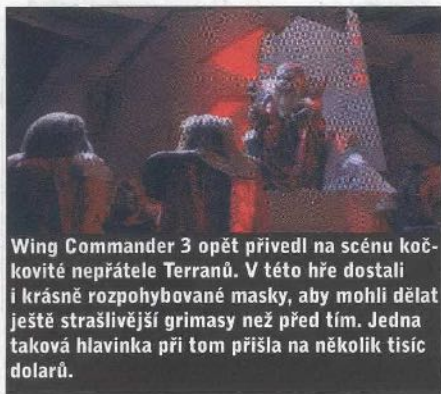 Wing Commander 3 opět přivedl na scénu koč-
kovité nepřátele Terranů. V této hře dostali
i krásně rozpohybované masky, aby mohli dělat
ještě strašlivější grimasy než před tím. Jedna
taková hlavinka při tom přišla na několik tisíc
dolarů.